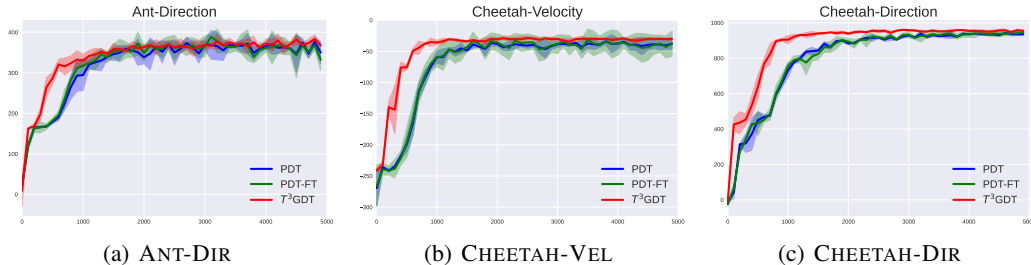 Ant-Direction
400
300
200
100
0
0 1000 2000 3000 4000 5000
PDT
PDT-FT
T³GDT
(a) ANT-DIR
Cheetah-Velocity
0
−50
−100
−150
−200
−250
−300
0 1000 2000 3000 4000 5000
PDT
PDT-FT
T³GDT
(b) CHEETAH-VEL
Cheetah-Direction
1000
800
600
400
200
0
0 1000 2000 3000 4000 5000
PDT
PDT-FT
T³GDT
(c) CHEETAH-DIR